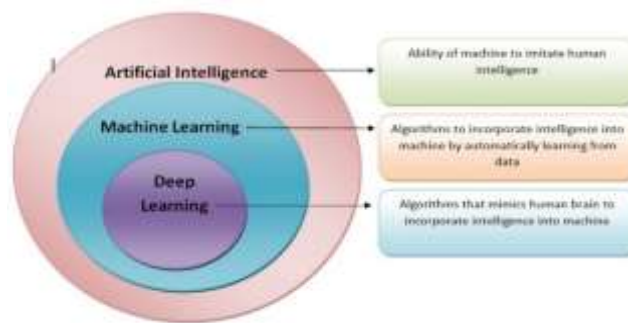 Artificial Intelligence
Ability of machine to imitate human
intelligence
Machine Learning
Algorithms to incorporate intelligence into
machine by automatically learning from
data
Deep
Learning
Algorithms that mimics human brain to
incorporate intelligence into machine